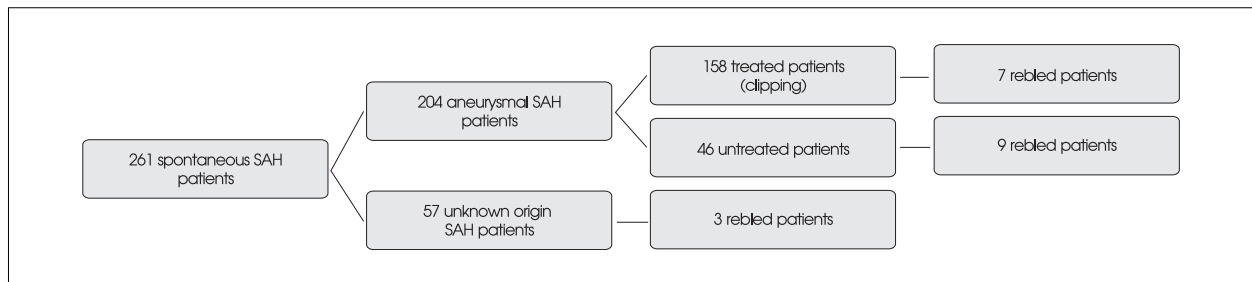 261 spontaneous SAH
patients
204 aneurysmal SAH
patients
57 unknown origin
SAH patients
158 treated patients
(clipping)
46 untreated patients
3 rebled patients
7 rebled patients
9 rebled patients